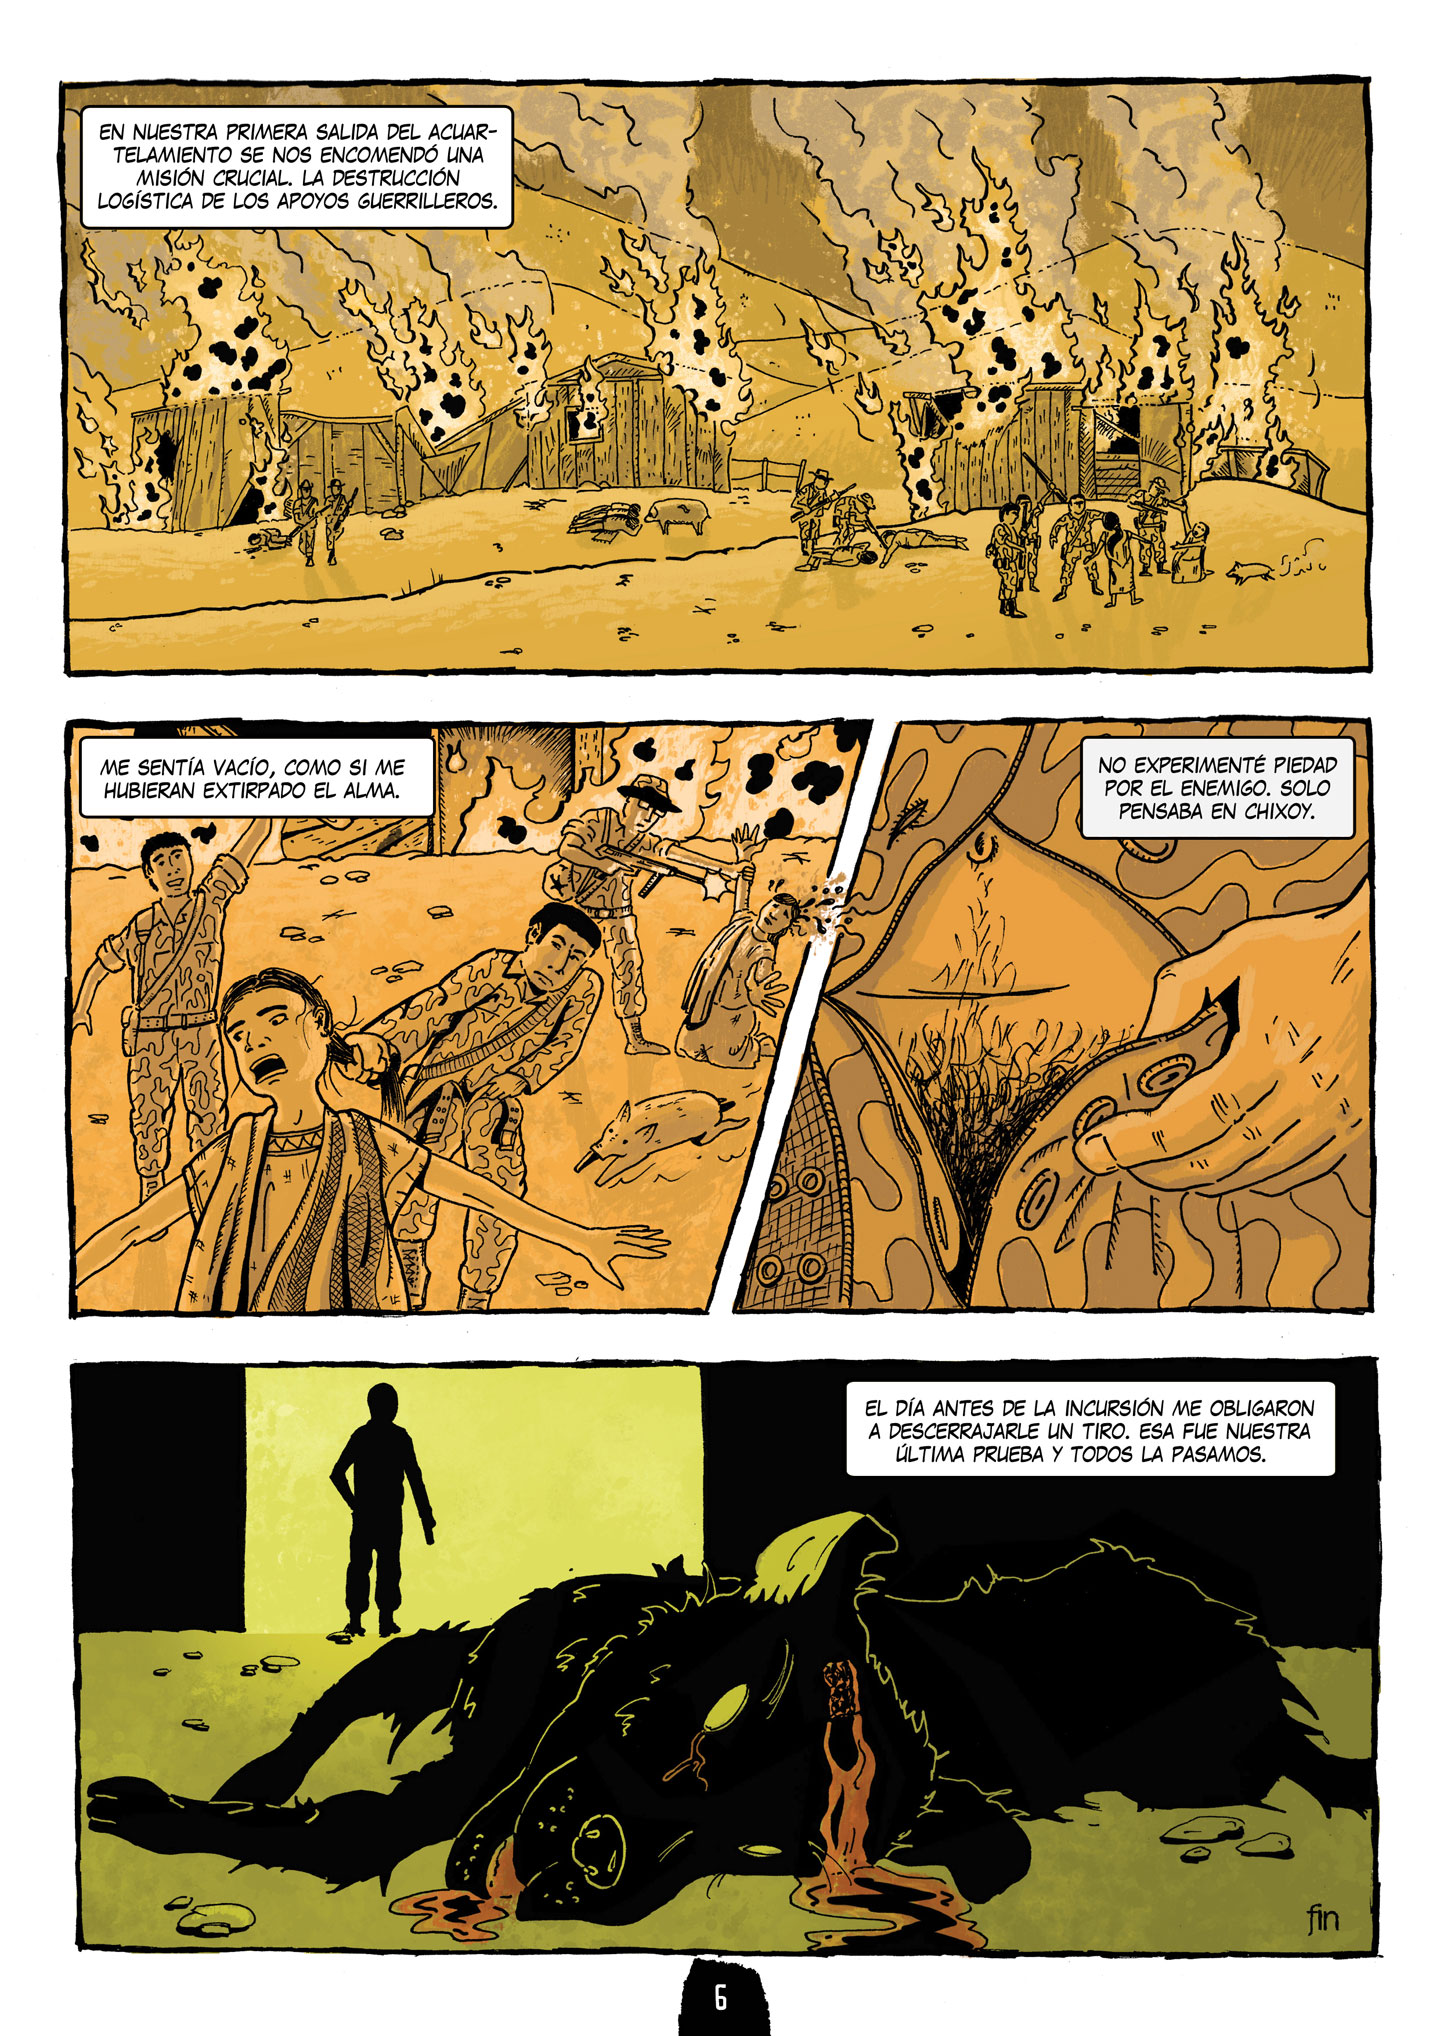 EN NUESTRA PRIMERA SALIDA DEL ACUAR-
TELAMIENTO SE NOS ENCOMENDÓ UNA
MISIÓN CRUCIAL. LA DESTRUCCIÓN
LOGÍSTICA DE LOS APOYOS GUERRILLEROS.
ME SENTÍA VACÍO, COMO SI ME
HUBIERAN EXTIRPADO EL ALMA.
NO EXPERIMENTÉ PIEDAD
POR EL ENEMIGO. SOLO
PENSABA EN CHIXOY.
EL DÍA ANTES DE LA INCURSIÓN ME OBLIGARON
A DESCERRAJARLE UN TIRO. ESA FUE NUESTRA
ÚLTIMA PRUEBA Y TODOS LA PASAMOS.
fin
6